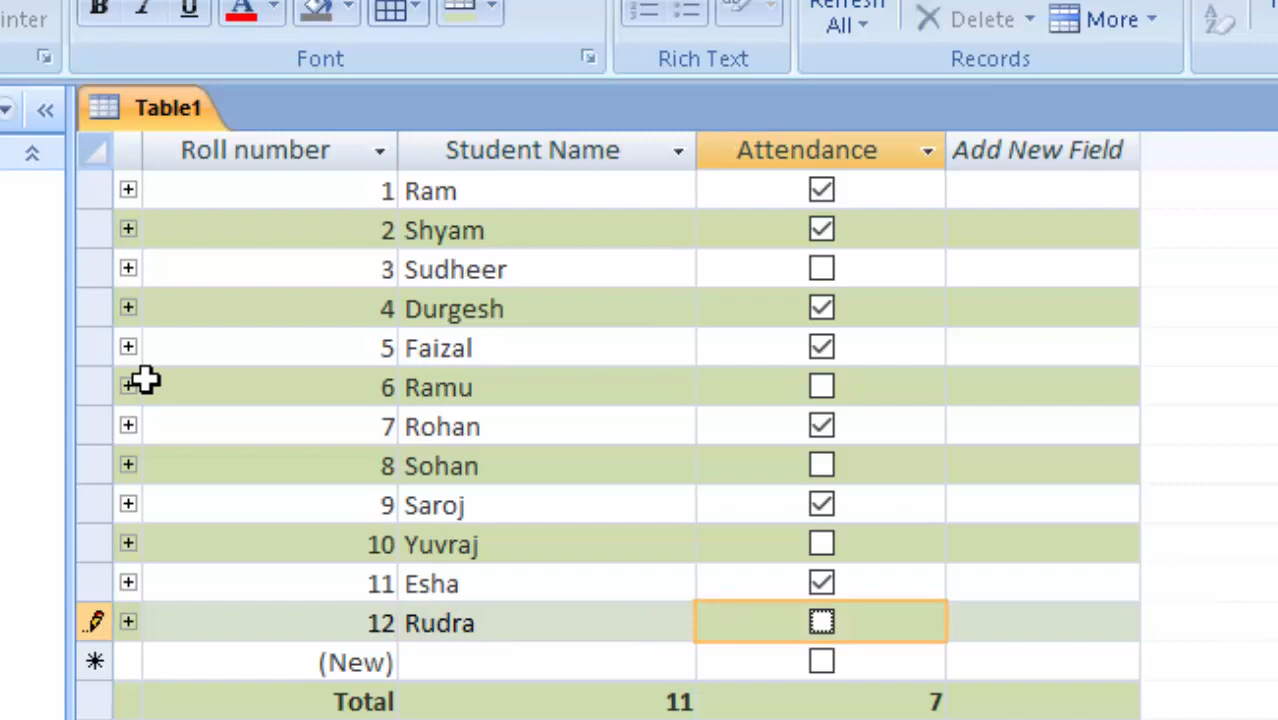 inter
B I U A
Refresh
All
Delete
More
A
Z
Font
Rich Text
Records
Table1
Roll number Student Name Attendance Add New Field
1 Ram
2 Shyam
3 Sudheer
4 Durgesh
5 Faizal
6 Ramu
7 Rohan
8 Sohan
9 Saroj
10 Yuvraj
11 Esha
12 Rudra
(New)
Total 11 7